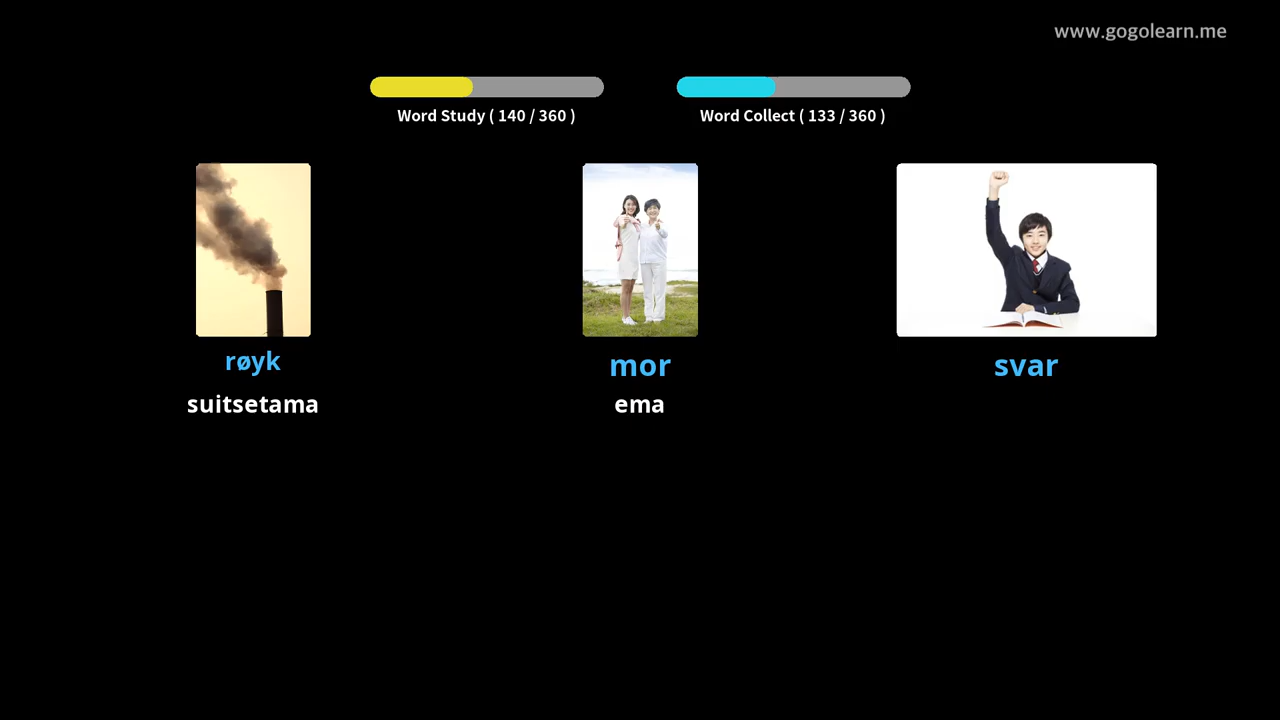 www.gogolearn.me
Word Study ( 140 / 360 )
Word Collect ( 133 / 360 )
røyk
mor
svar
suitsetama
ema